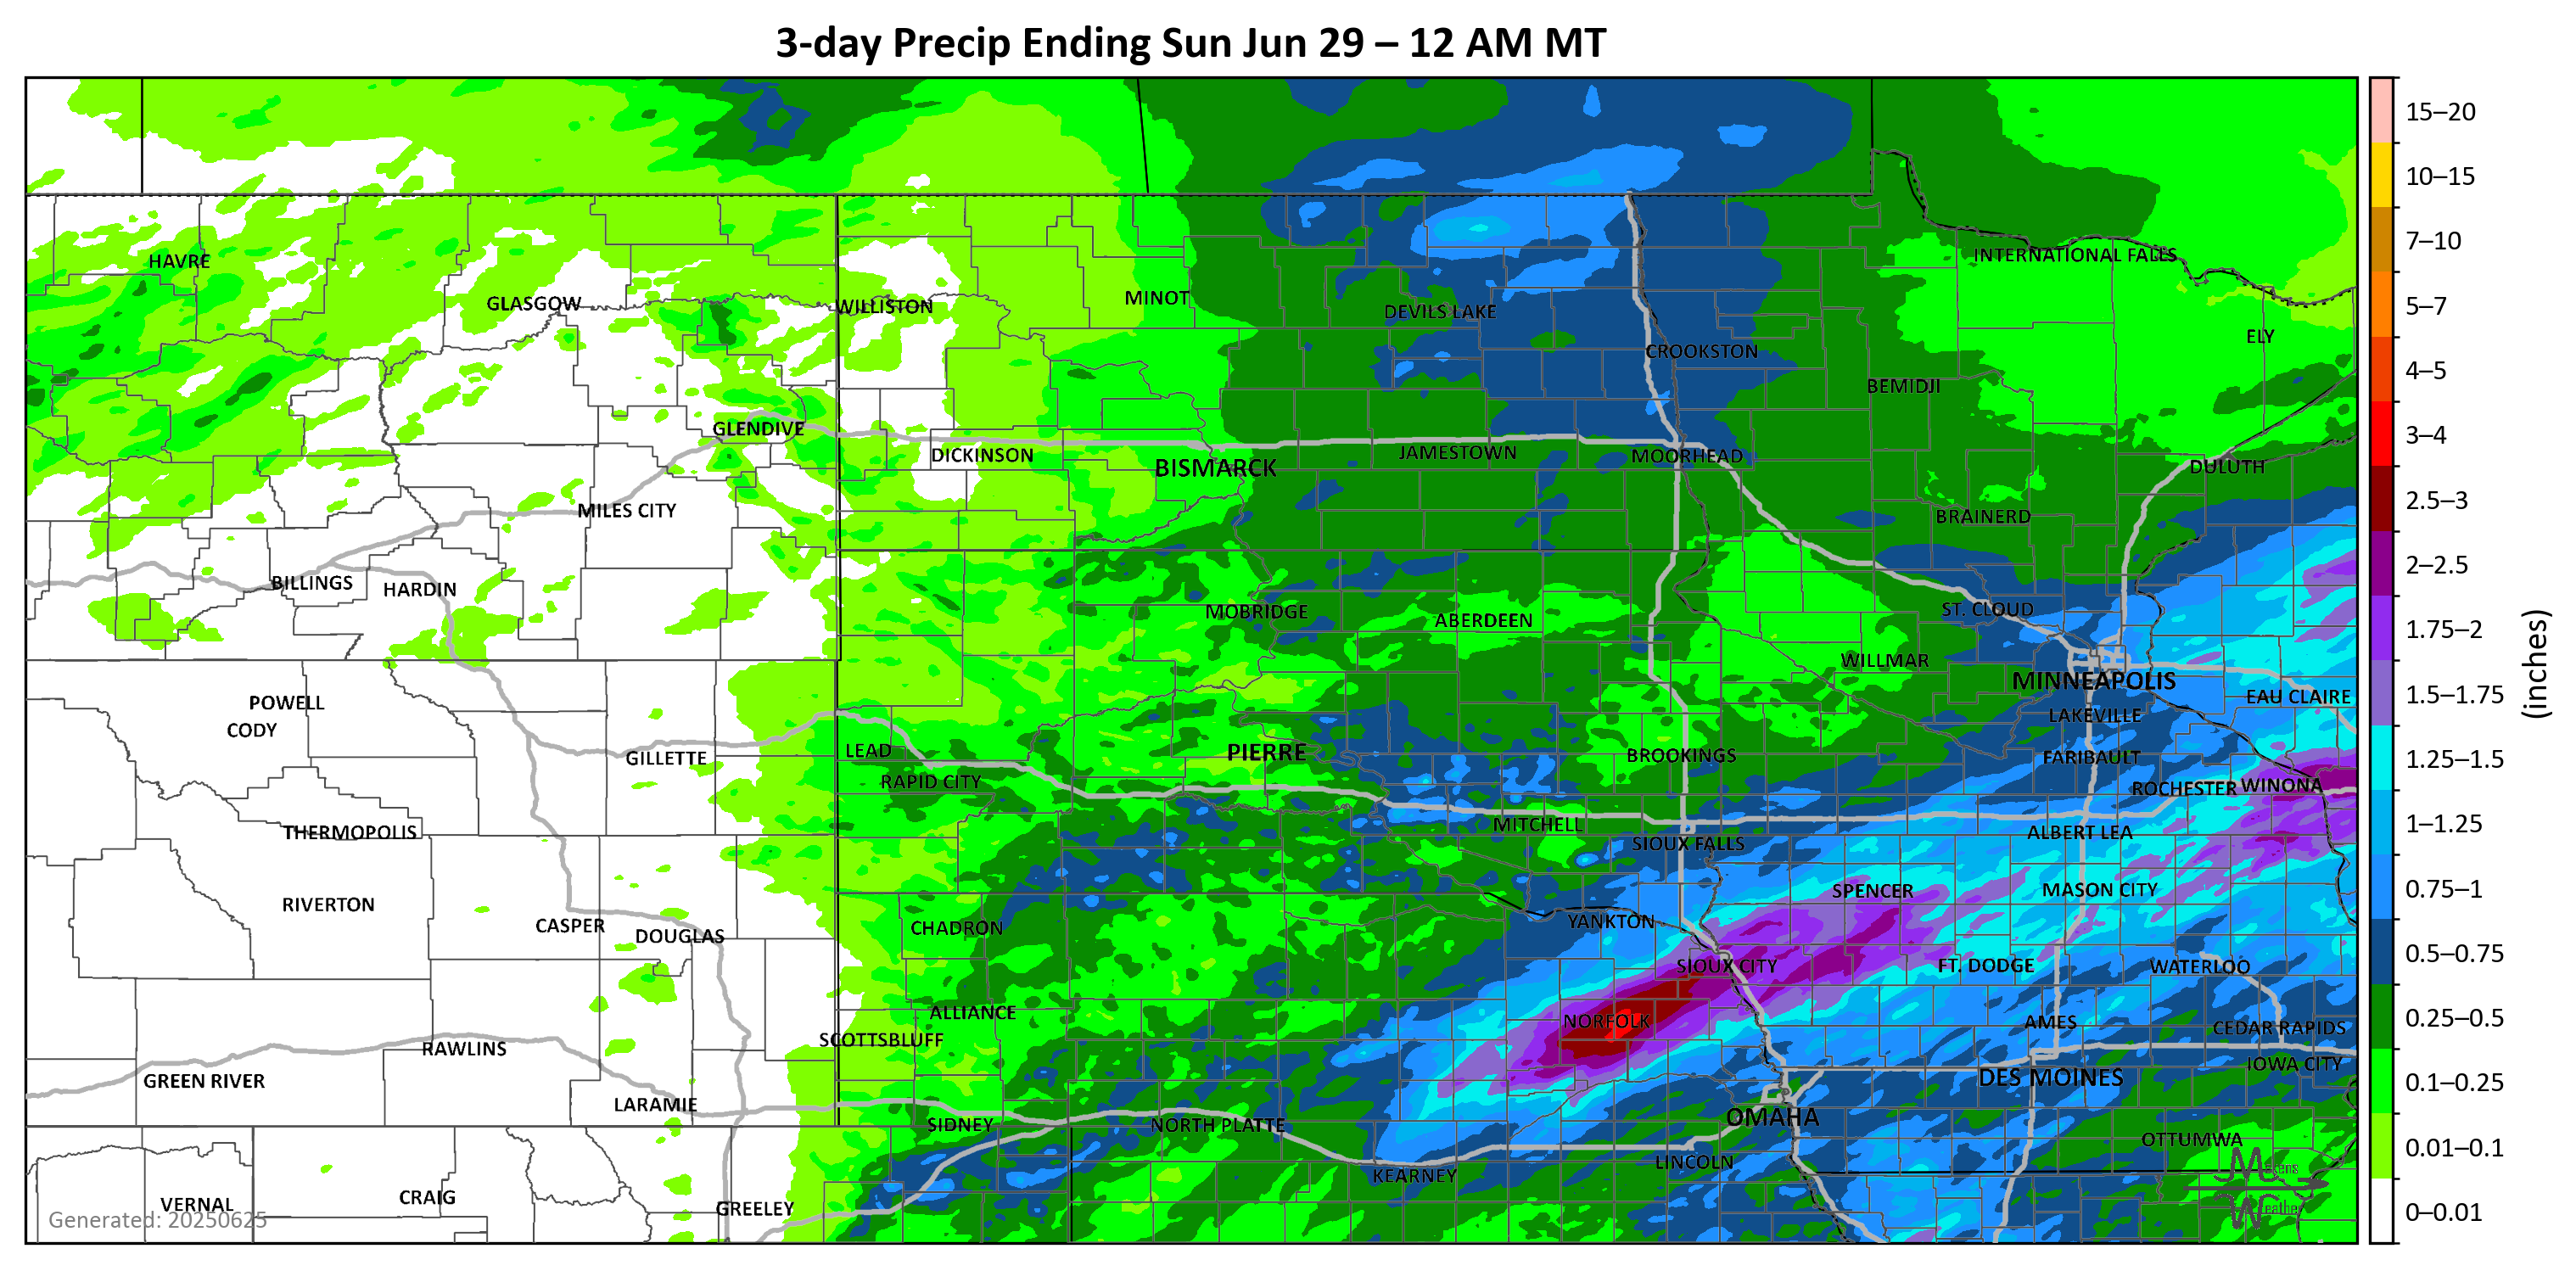 3-day Precip Ending Sun Jun 29 – 12 AM MT
15–20
10–15
7–10
5–7
4–5
3–4
2.5–3
2–2.5
1.75–2
1.5–1.75
1.25–1.5
1–1.25
0.75–1
0.5–0.75
0.25–0.5
0.1–0.25
0.01–0.1
0–0.01
(inches)
INTERNATIONAL FALLS
HAVRE
GLASGOW
WILLISTON
MINOT
DEVILS LAKE
ELY
CROOKSTON
BEMIDJI
GLENDIVE
DICKINSON
BISMARCK
JAMESTOWN
MOORHEAD
DULUTH
MILES CITY
BRAINERD
BILLINGS
HARDIN
MOBRIDGE
ABERDEEN
ST. CLOUD
WILLMAR
MINNEAPOLIS
EAU CLAIRE
POWELL
CODY
LAKEVILLE
GILLETTE
LEAD
PIERRE
BROOKINGS
FARIBAULT
RAPID CITY
ROCHESTER
WINONA
THERMOPOLIS
MITCHELL
SIOUX FALLS
ALBERT LEA
RIVERTON
SPENCER
MASON CITY
CASPER
DOUGLAS
CHADRON
YANKTON
SIOUX CITY
FT. DODGE
WATERLOO
ALLIANCE
NORFOLK
AMES
CEDAR RAPIDS
RAWLINS
SCOTTSBLUFF
IOWA CITY
GREEN RIVER
DES MOINES
LARAMIE
SIDNEY
NORTH PLATTE
OMAHA
OTTUMWA
KEARNEY
LINCOLN
VERNAL
CRAIG
GREELEY
Generated: 20250625